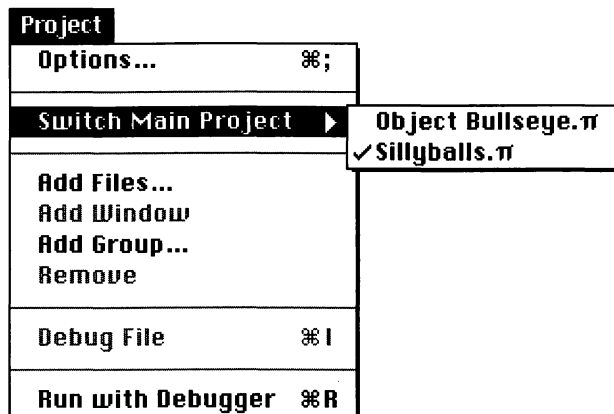 Project
Options... ⌘;
Switch Main Project ▶
Object Bullseye.π
✓Sillyballs.π
Add Files...
Add Window
Add Group...
Remove
Debug File ⌘I
Run with Debugger ⌘R